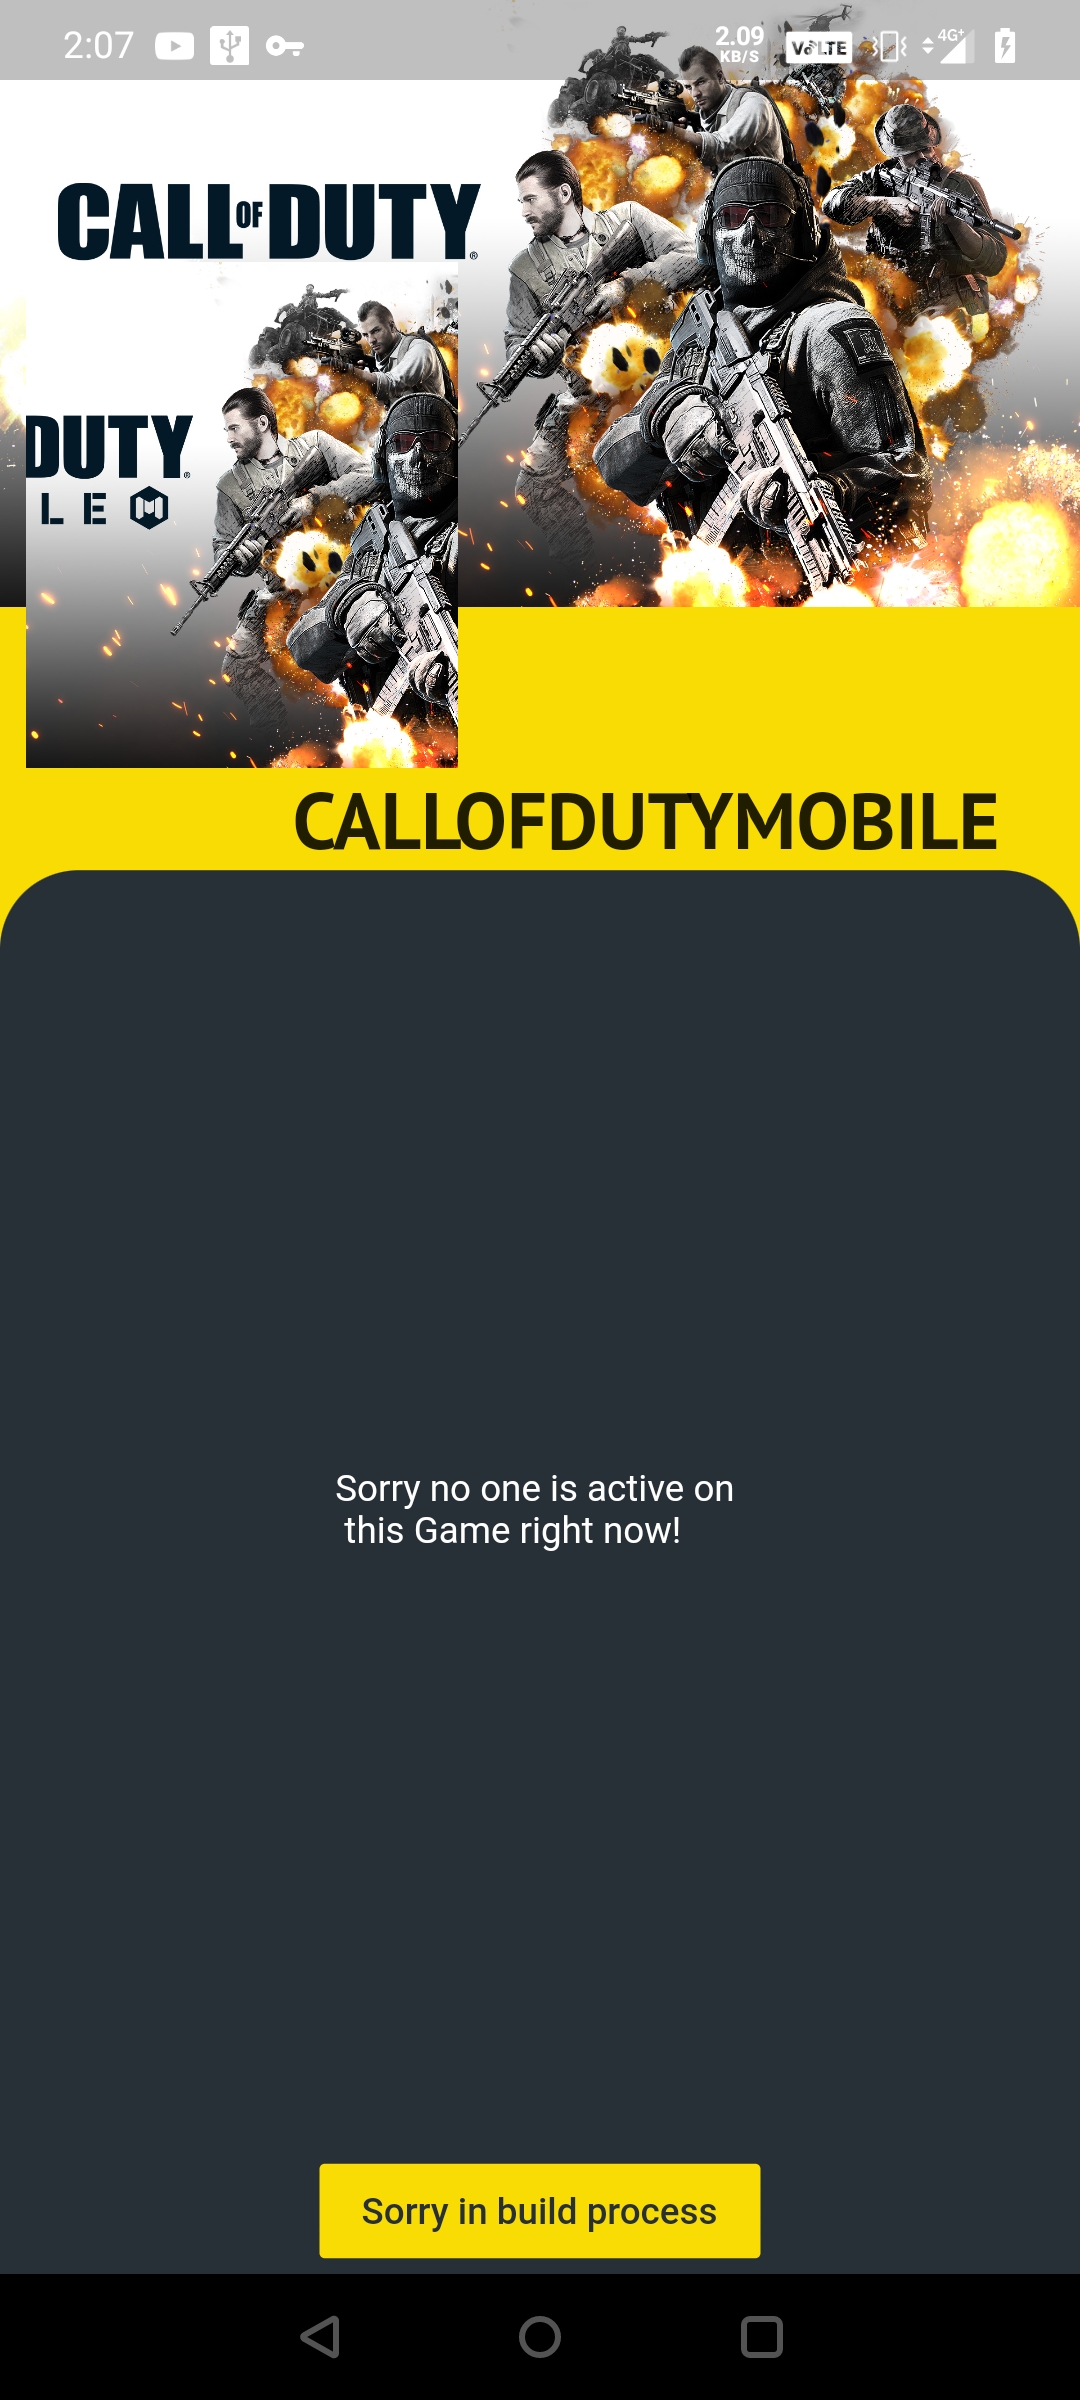 2:07
2.09
KB/S
VoLTE
4G+
CALL OF DUTY®
DUTY®
LE
CALLOFDUTYMOBILE
Sorry no one is active on
this Game right now!
Sorry in build process